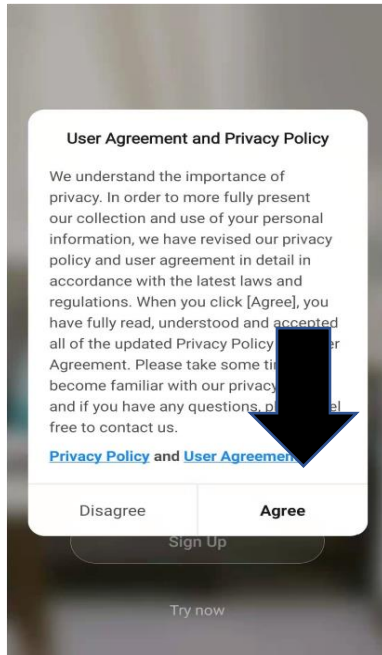 User Agreement and Privacy Policy
We understand the importance of
privacy. In order to more fully present
our collection and use of your personal
information, we have revised our privacy
policy and user agreement in detail in
accordance with the latest laws and
regulations. When you click [Agree], you
have fully read, understood and accepted
all of the updated Privacy Policy
Agreement. Please take some
become familiar with our privacy
and if you have any questions,
free to contact us.
Privacy Policy and User Agreement
Disagree
Agree
Sign Up
Try now